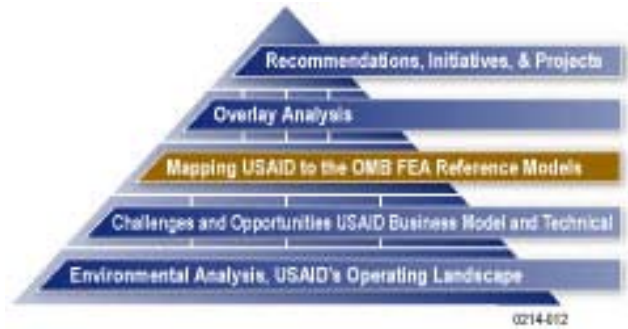 Recommendations, Initiatives, & Projects
Overlay Analysis
Mapping USAID to the OMB FEA Reference Models
Challenges and Opportunities USAID Business Model and Technical
Environmental Analysis, USAID's Operating Landscape
0214-012